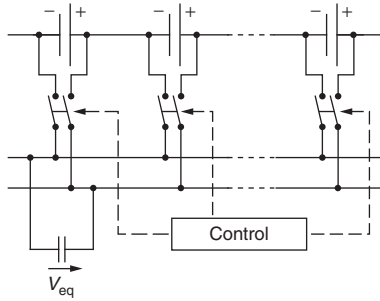 − + − + − +
Control
V_eq